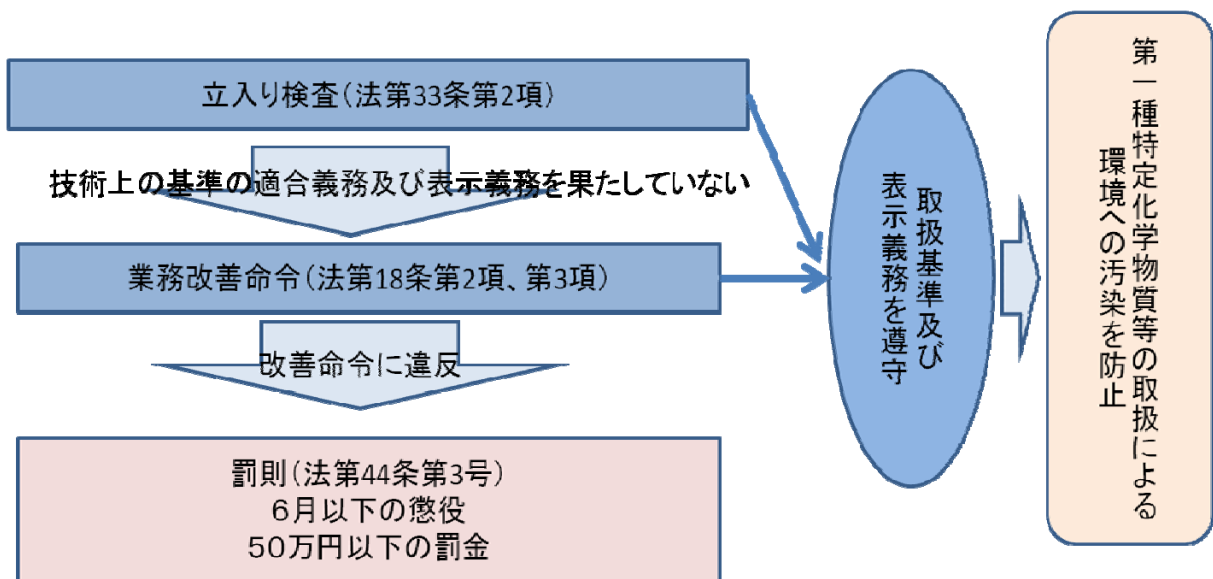 立入り検査(法第33条第2項)
技術上の基準の適合義務及び表示義務を果たしていない
業務改善命令(法第18条第2項、第3項)
改善命令に違反
罰則(法第44条第3号)
6月以下の懲役
50万円以下の罰金
取扱基準及び
表示義務を遵守
第一種特定化学物質等の取扱による
環境への汚染を防止